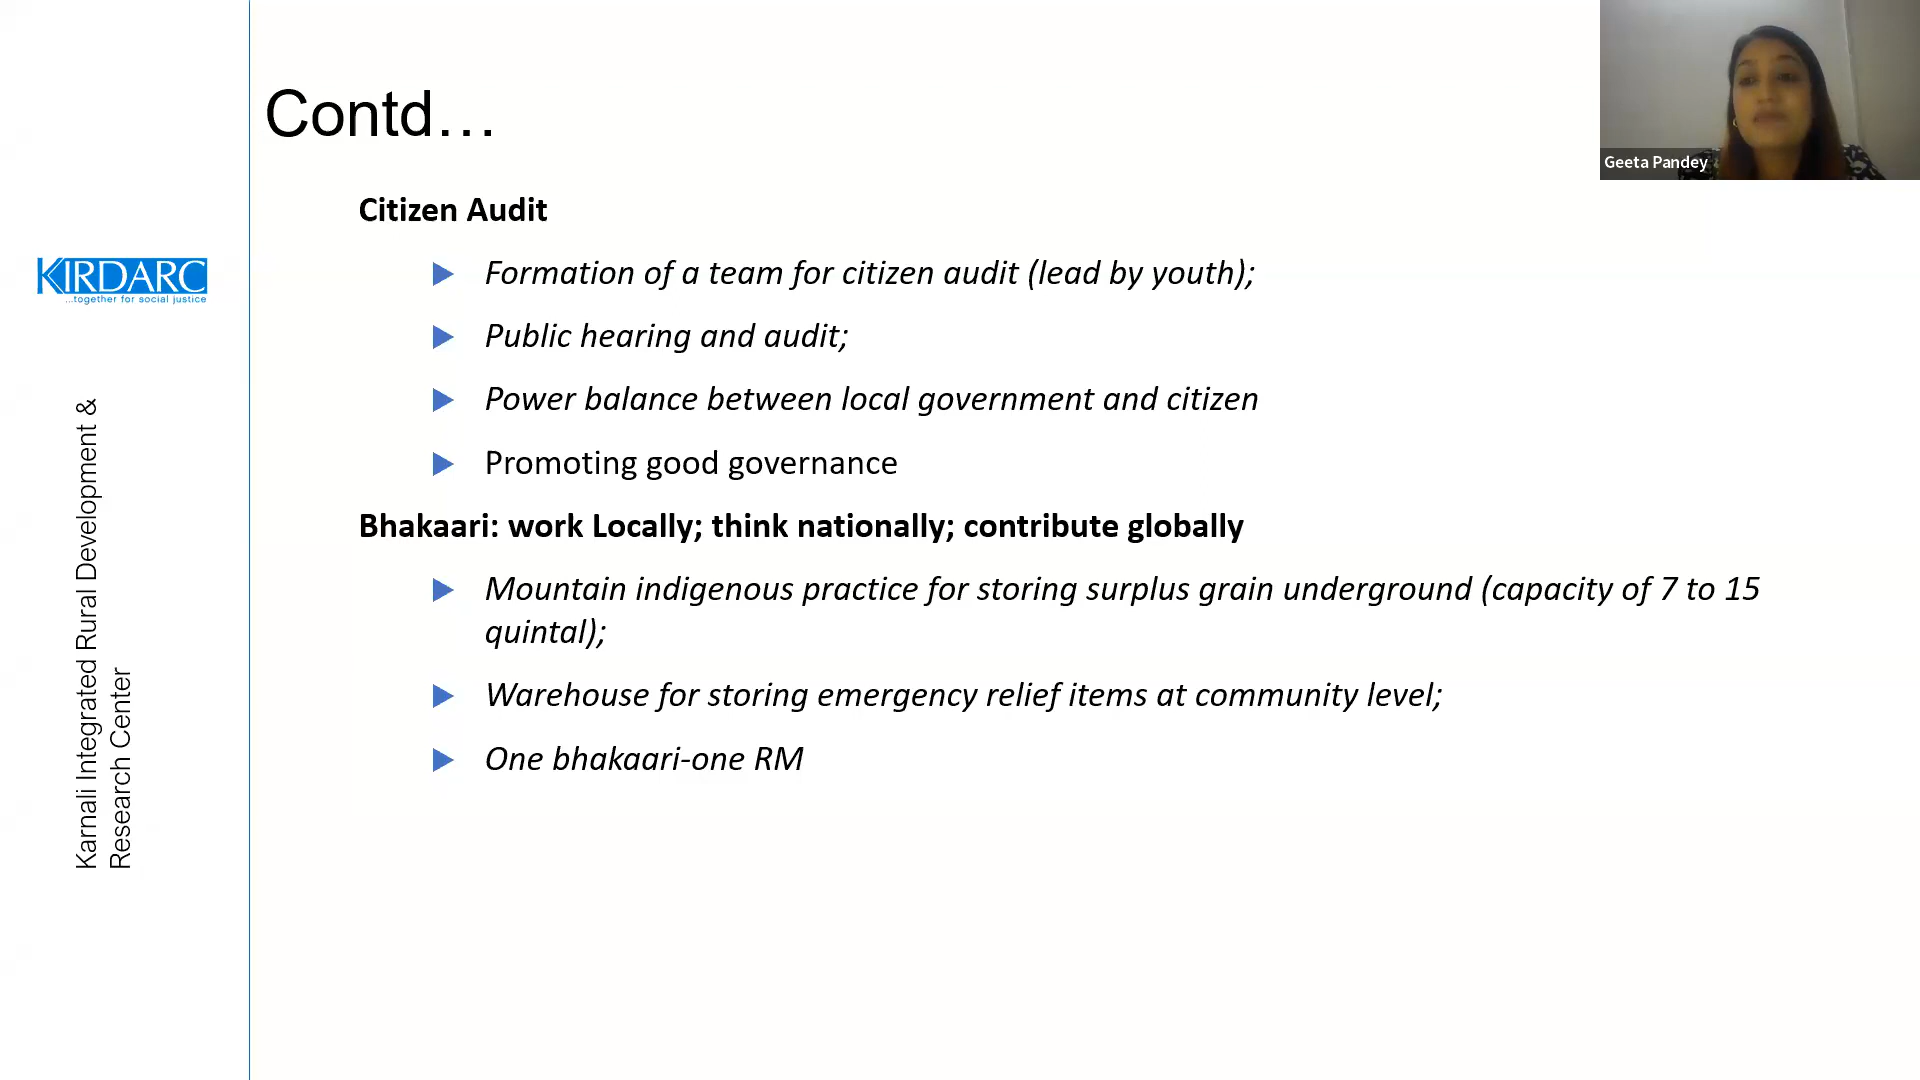 Contd…
Geeta Pandey
Citizen Audit
Formation of a team for citizen audit (lead by youth);
Public hearing and audit;
Power balance between local government and citizen
Promoting good governance
Bhakaari: work Locally; think nationally; contribute globally
Mountain indigenous practice for storing surplus grain underground (capacity of 7 to 15
quintal);
Warehouse for storing emergency relief items at community level;
One bhakaari-one RM
KIRDARC
...together for social justice
Karnali Integrated Rural Development &
Research Center